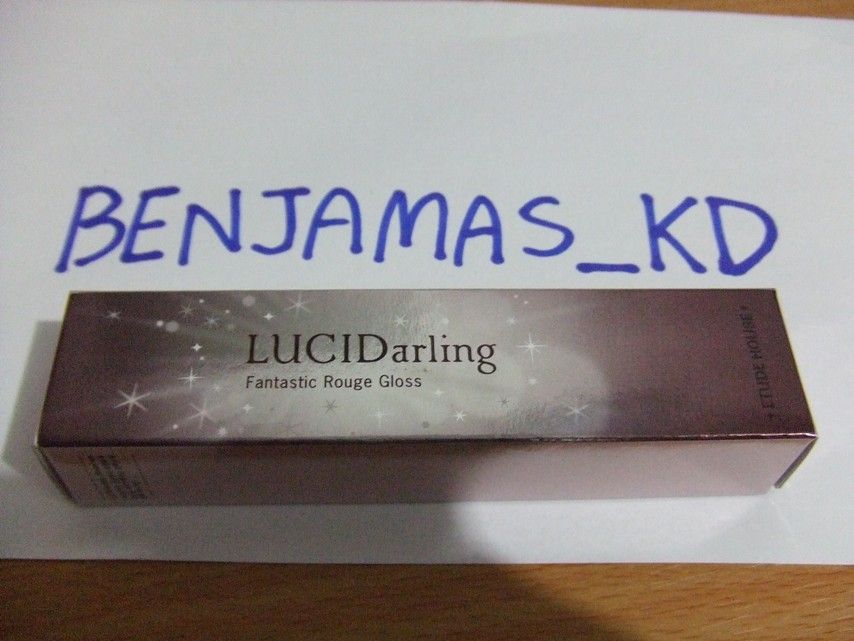 BENJAMAS_KD
LUCIDarling
Fantastic Rouge Gloss
ETUDE HOUSE